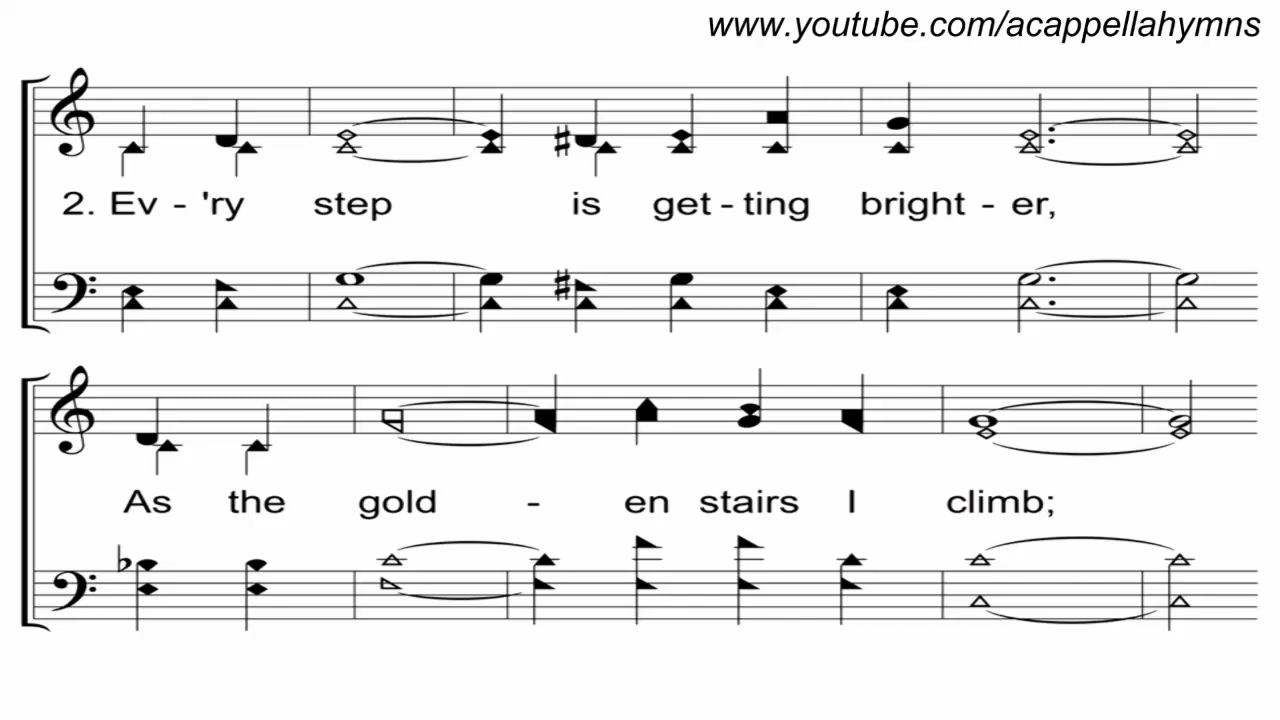 www.youtube.com/acappellahymns
2. Ev - 'ry step is get - ting bright - er,
As the gold - en stairs I climb;